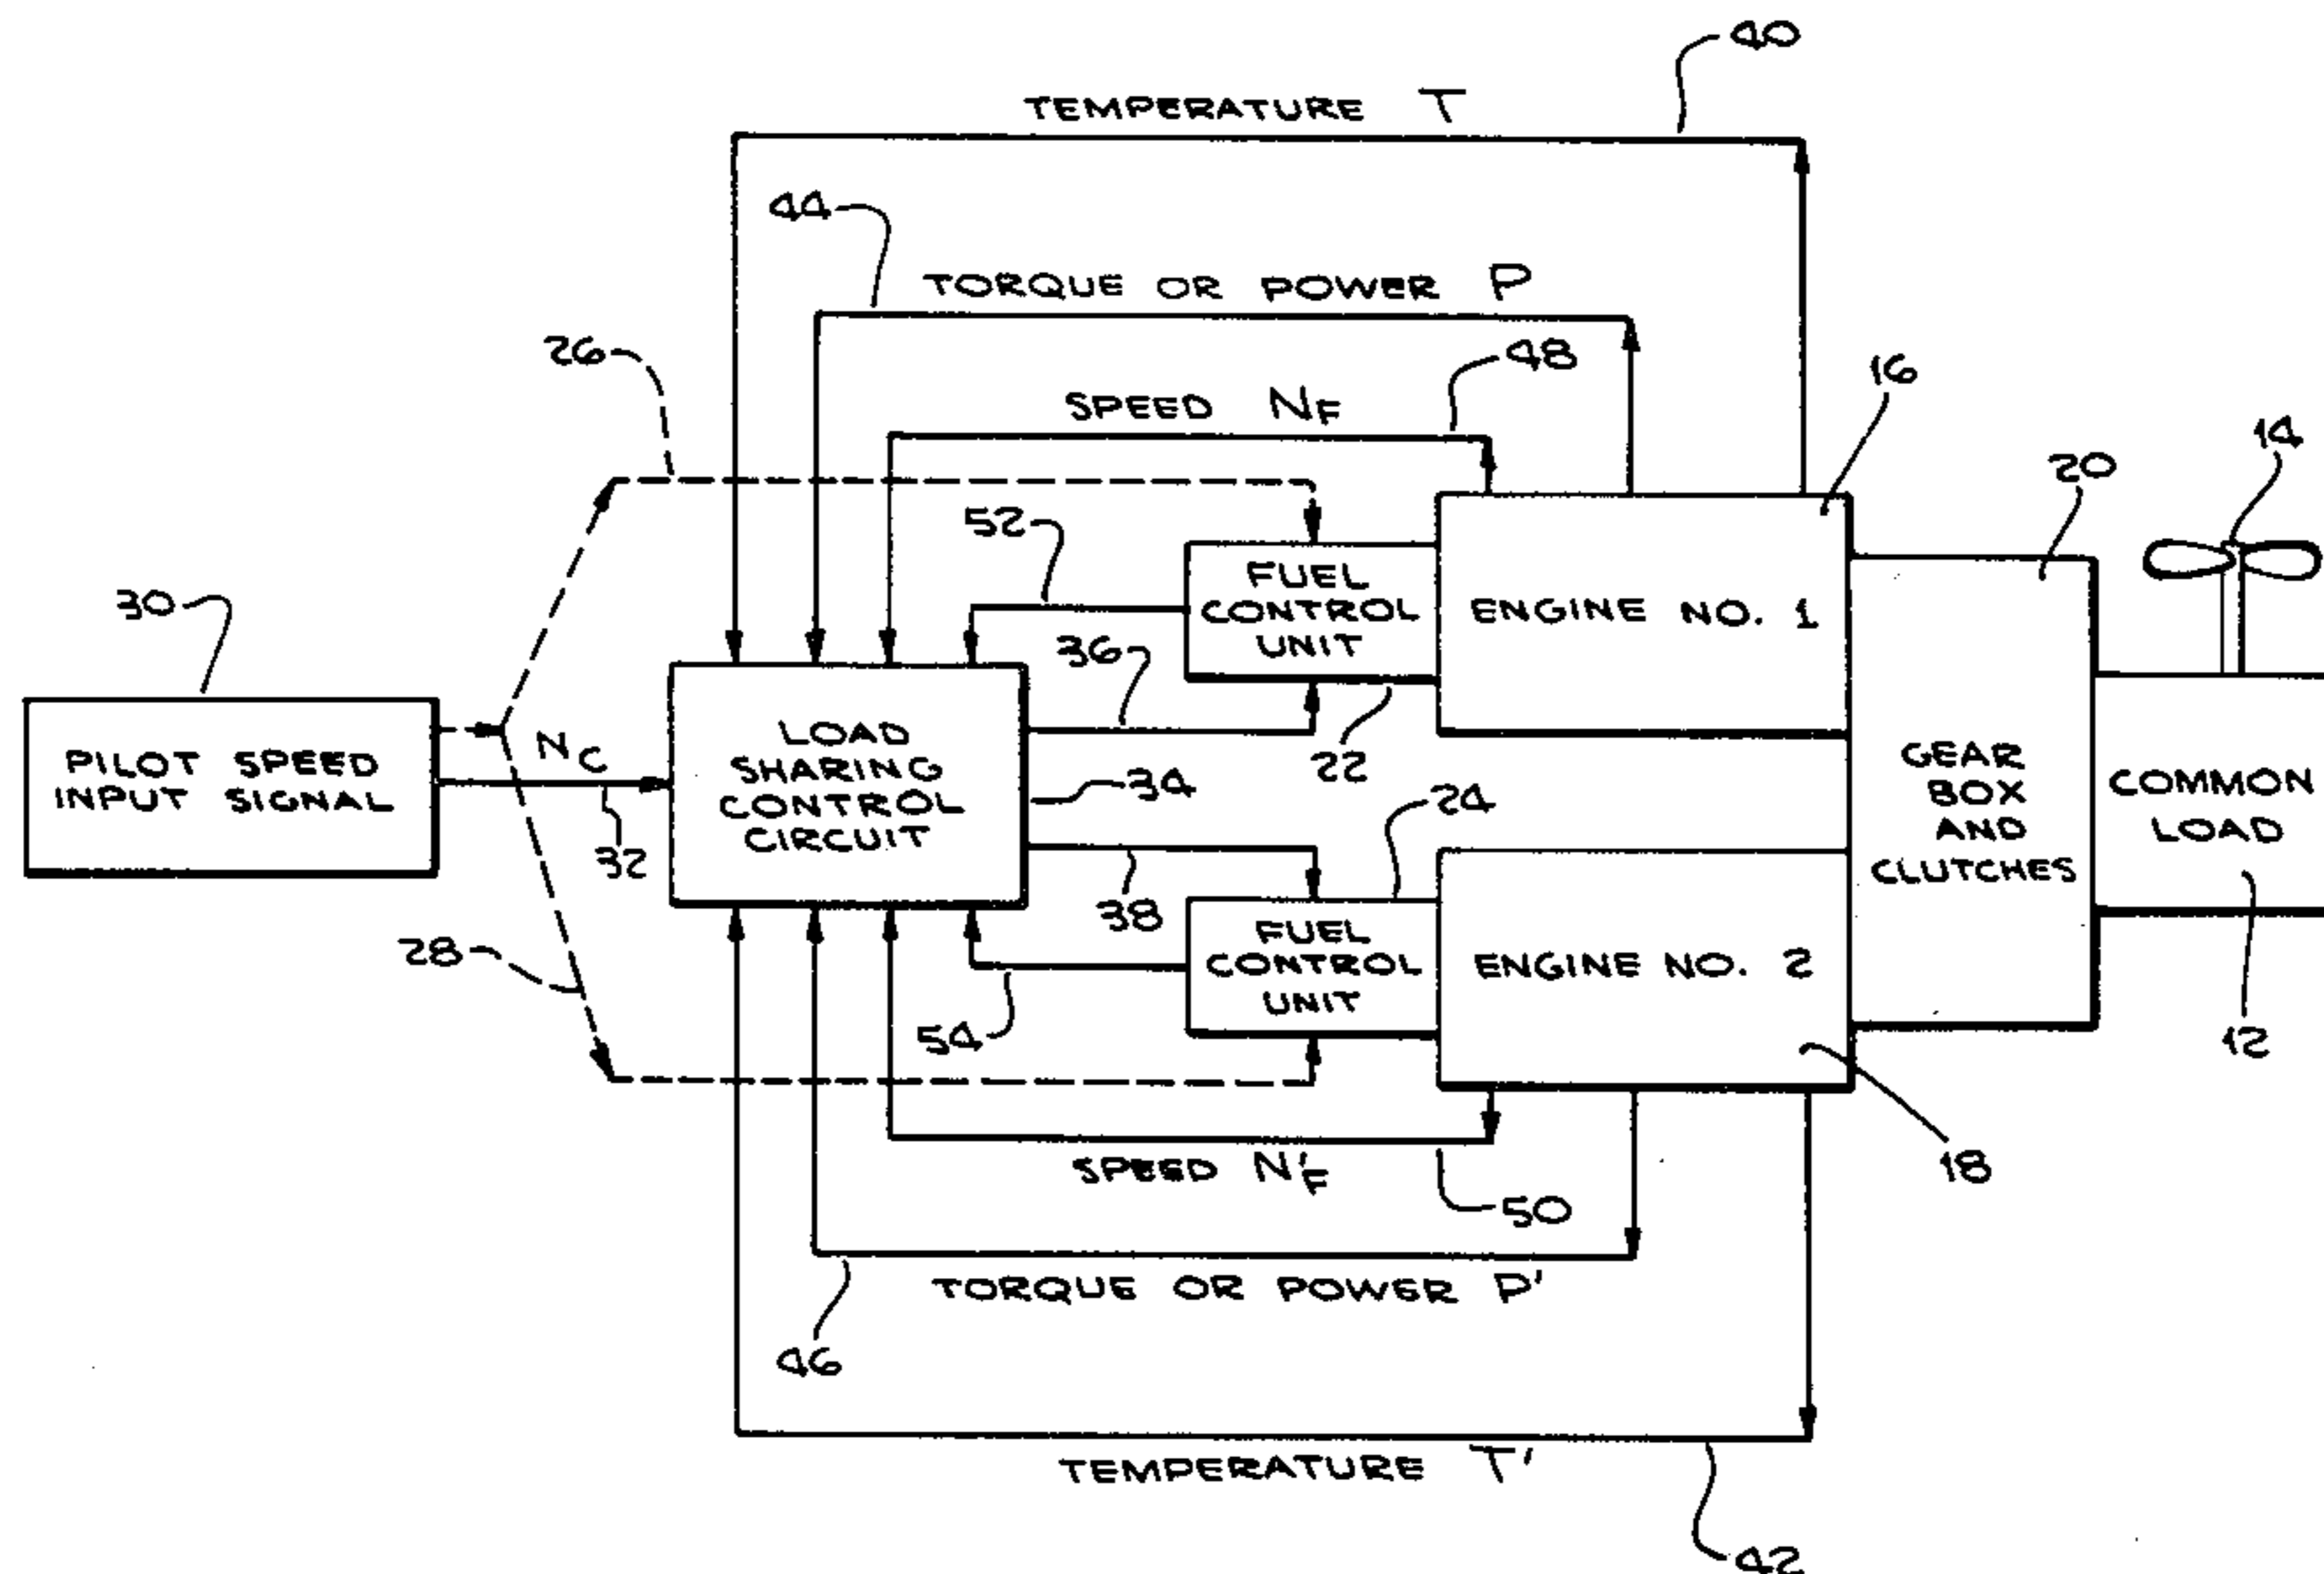 40
TEMPERATURE T
44
TORQUE OR POWER P
26
48
SPEED NF
16
14
20
52
30
FUEL
CONTROL
UNIT
ENGINE NO. 1
36
22
PILOT SPEED
INPUT SIGNAL
NC
32
LOAD
SHARING
CONTROL
CIRCUIT
34
24
GEAR
BOX
AND
CLUTCHES
COMMON
LOAD
38
28
FUEL
CONTROL
UNIT
ENGINE NO. 2
54
12
18
SPEED N'F
50
TORQUE OR POWER P'
46
TEMPERATURE T'
42